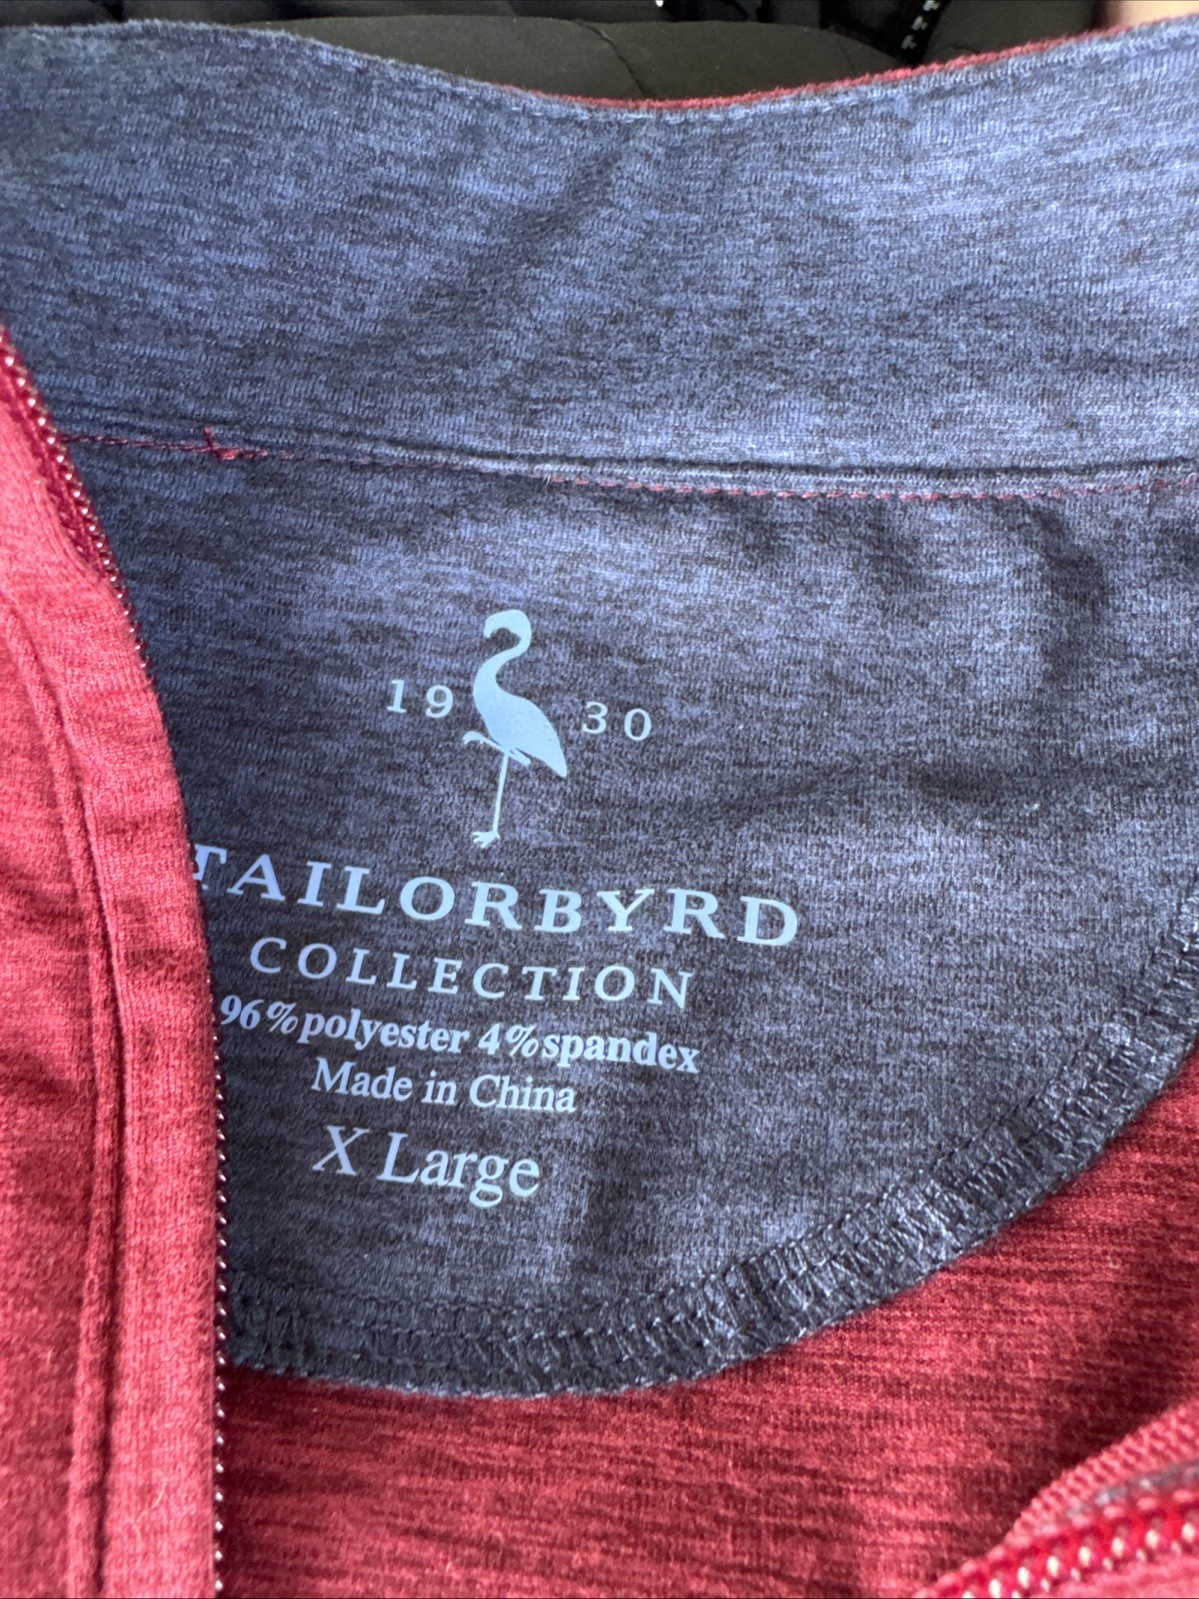 19 30
TAILORBYRD
COLLECTION
96%polyester 4%spandex
Made in China
X Large